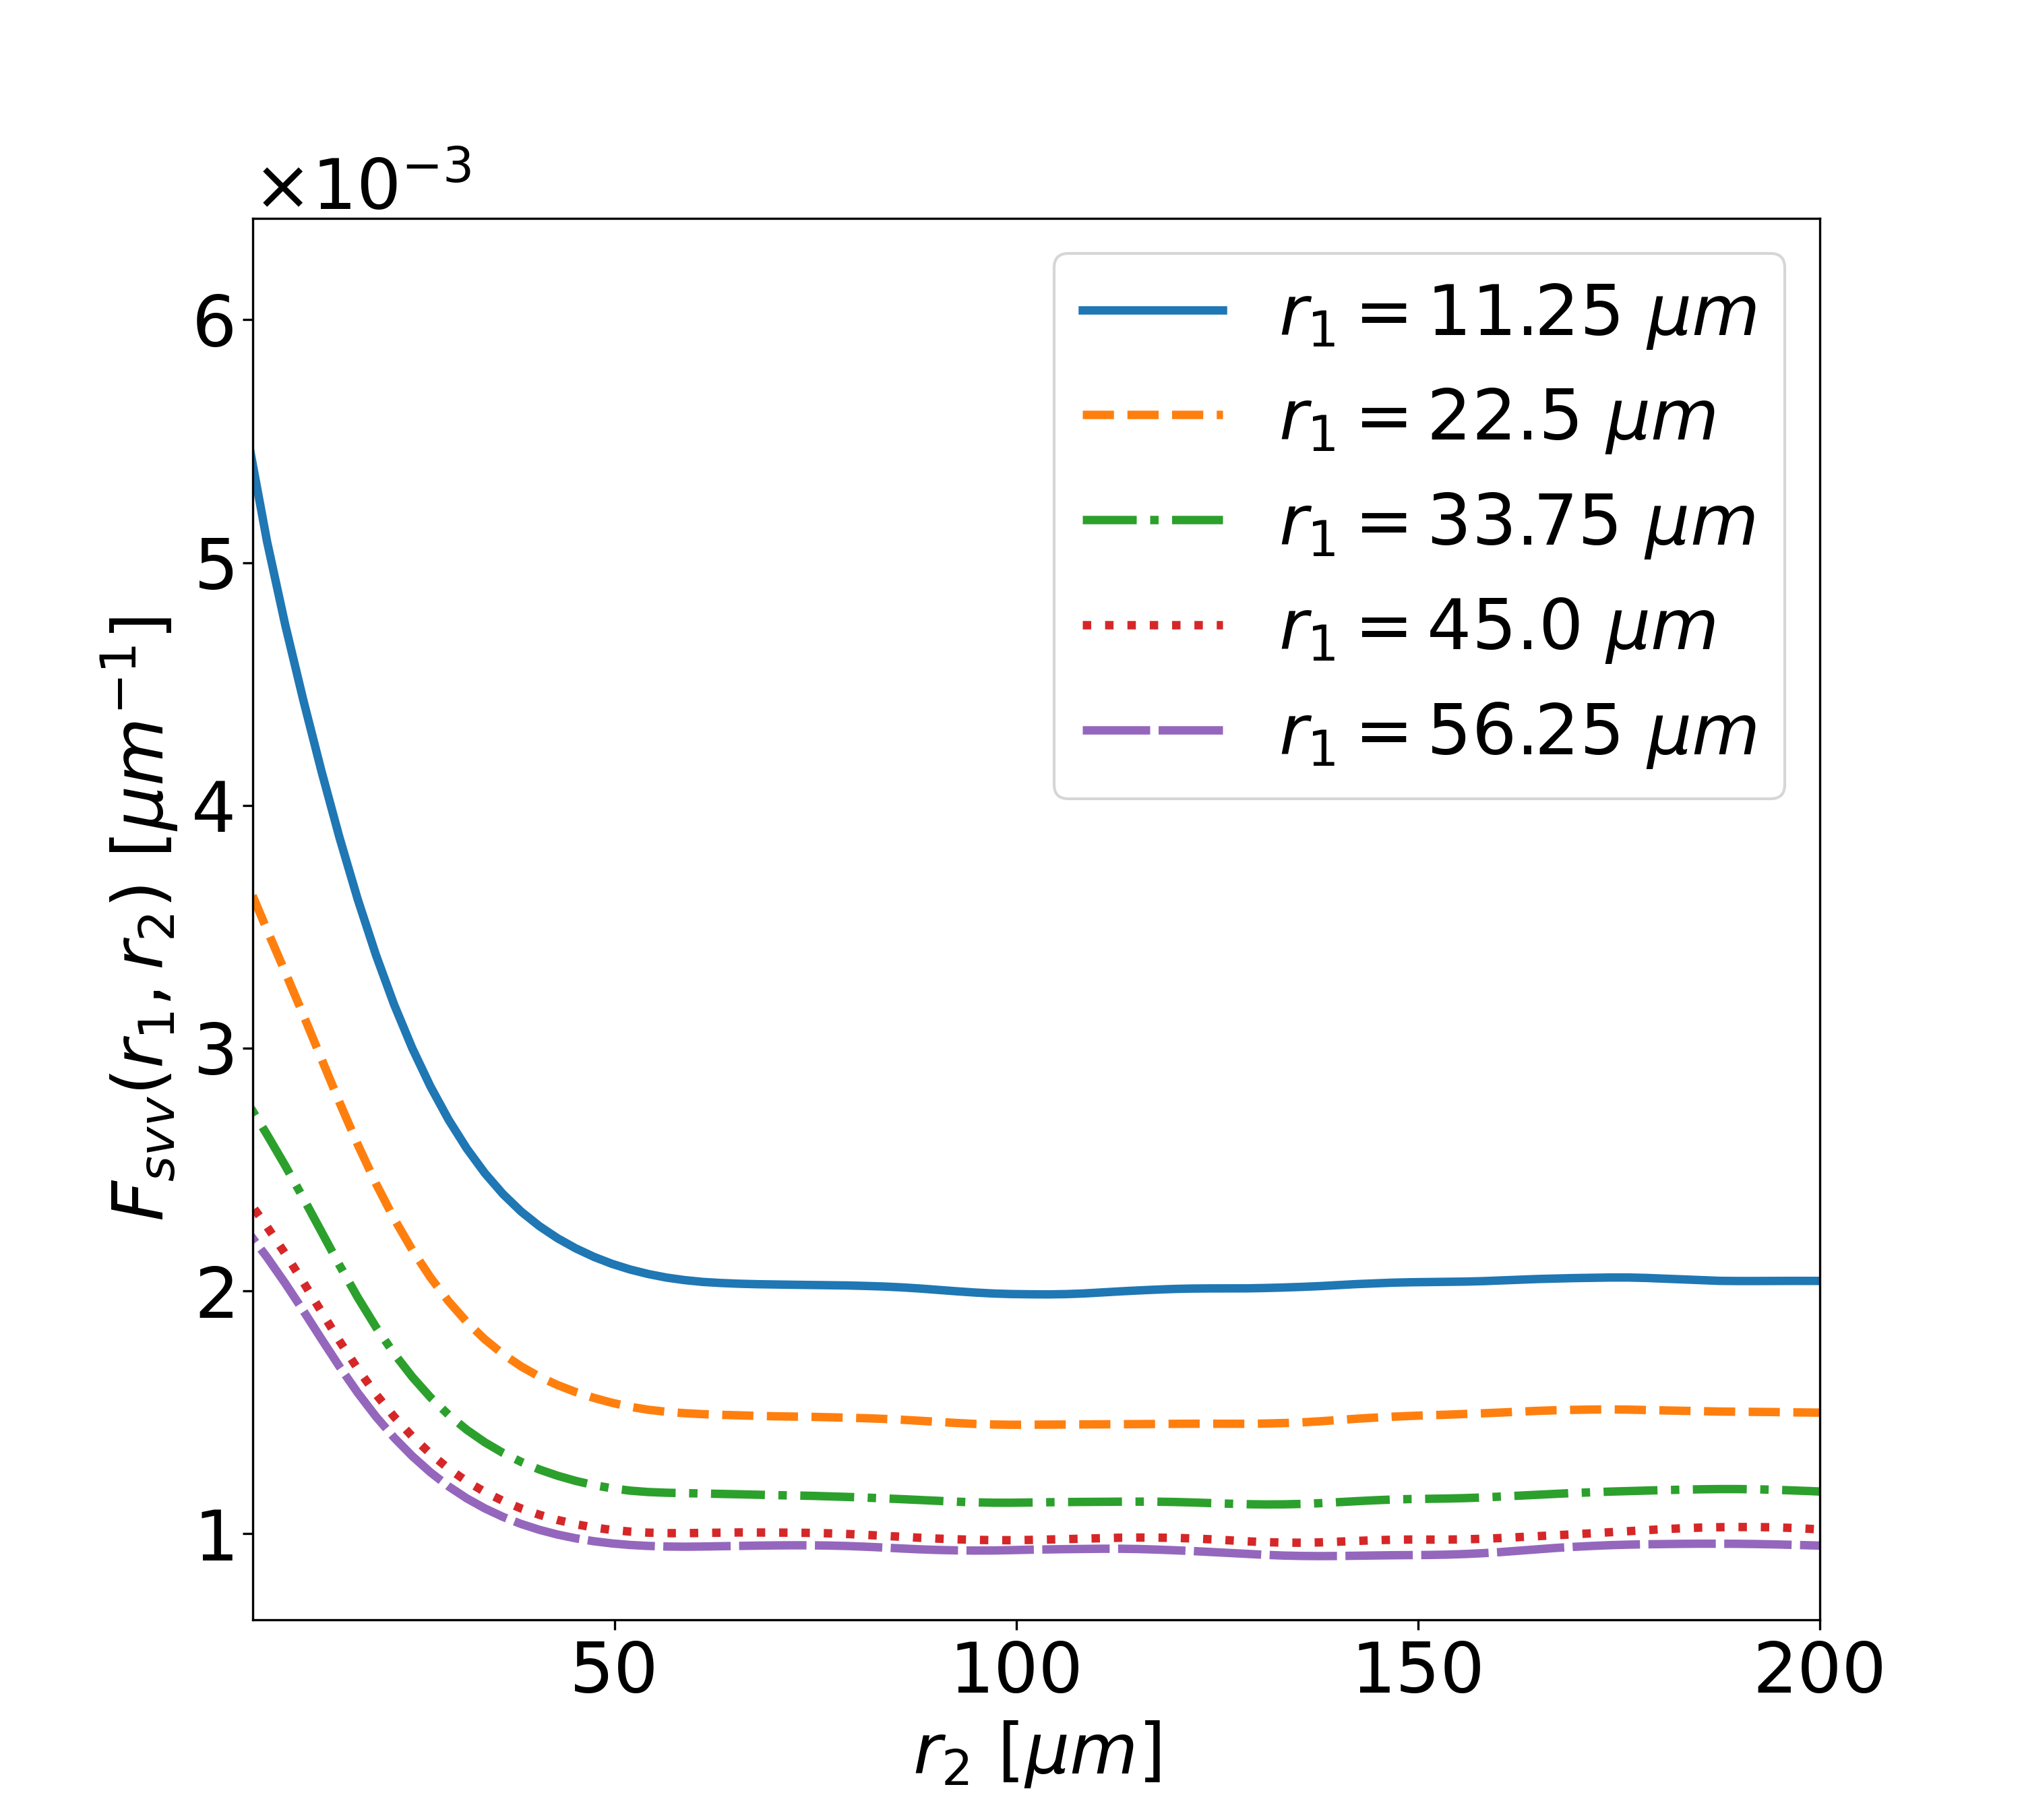 ×10⁻³
6
5
4
3
2
1
F_svv(r₁, r₂) [μm⁻¹]
r₁ = 11.25 μm
r₁ = 22.5 μm
r₁ = 33.75 μm
r₁ = 45.0 μm
r₁ = 56.25 μm
50 100 150 200
r₂ [μm]